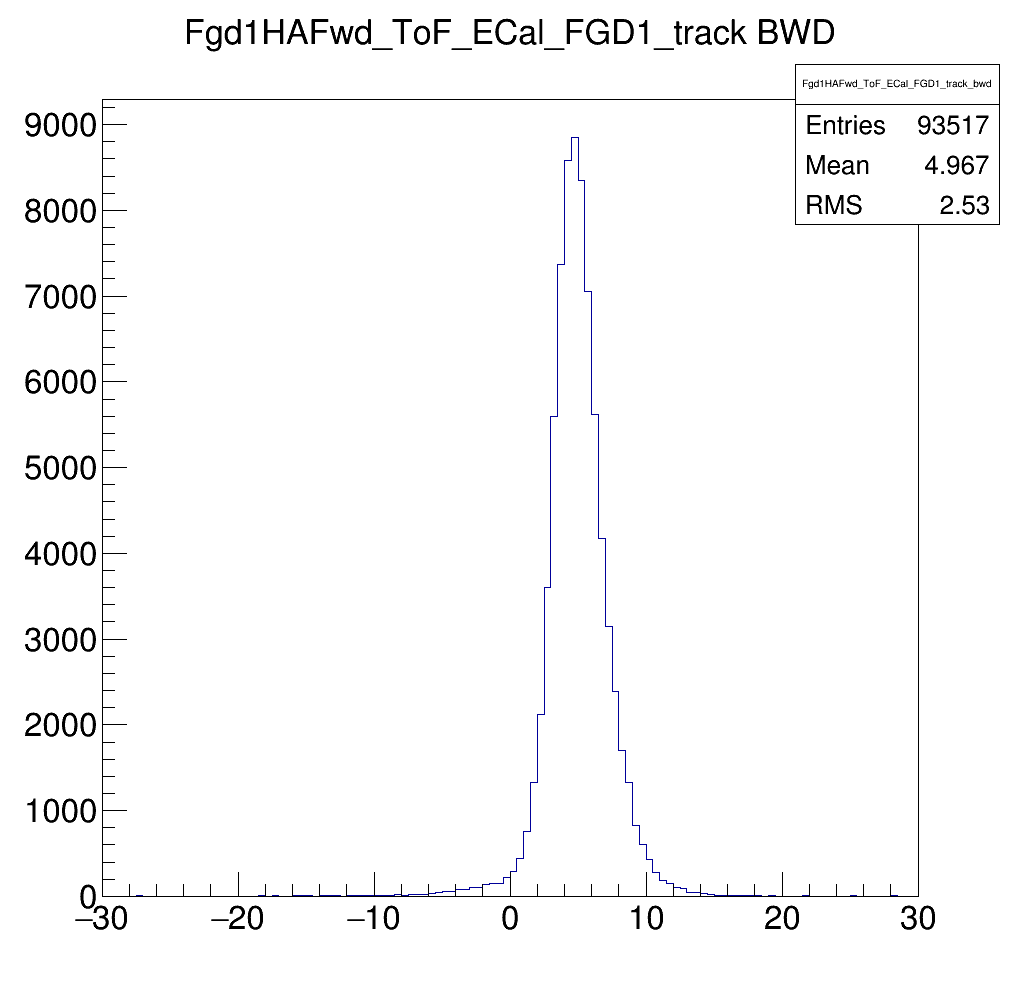 Fgd1HAFwd_ToF_ECal_FGD1_track BWD
Fgd1HAFwd_ToF_ECal_FGD1_track_bwd
Entries 93517
Mean 4.967
RMS 2.53
9000
8000
7000
6000
5000
4000
3000
2000
1000
0
−30 −20 −10 0 10 20 30